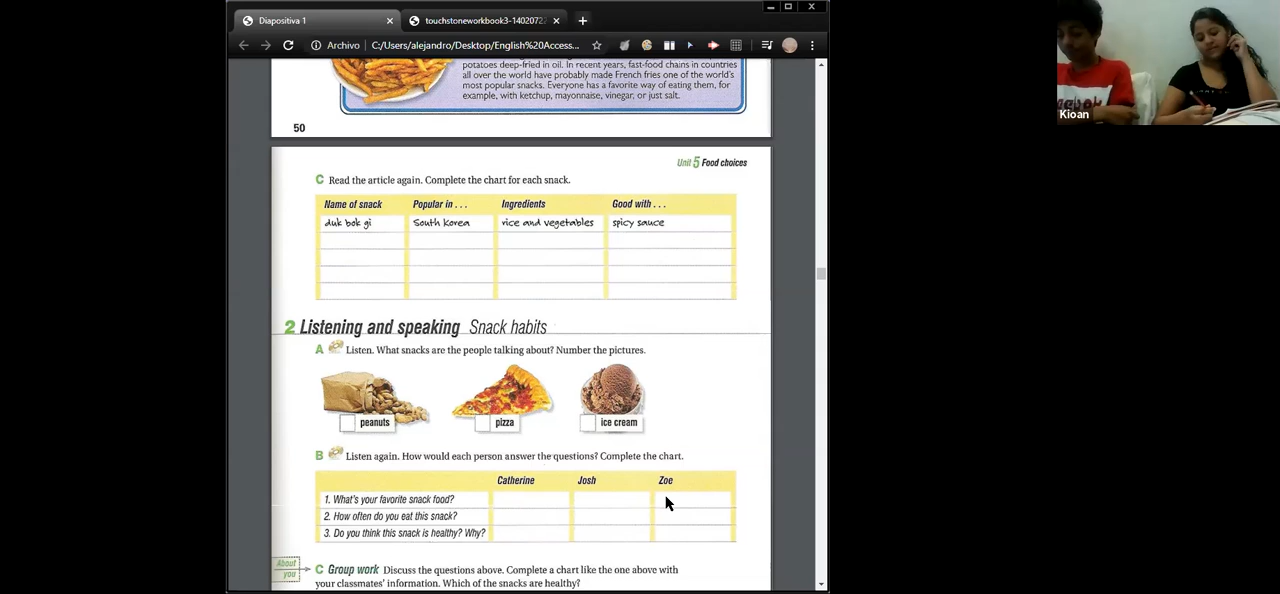 Diapositiva 1
touchstoneworkbook3-1402072
Archivo | C:/Users/alejandro/Desktop/English%20Access...
potatoes deep-fried in oil. In recent years, fast-food chains in countries
all over the world have probably made French fries one of the world's
most popular snacks. Everyone has a favorite way of eating them, for
example, with ketchup, mayonnaise, vinegar, or just salt.
50
Unit 5 Food choices
C Read the article again. Complete the chart for each snack.
Name of snack Popular in . . . Ingredients Good with . . .
duk bok gi South Korea rice and vegetables spicy sauce
2 Listening and speaking Snack habits
A Listen. What snacks are the people talking about? Number the pictures.
peanuts pizza ice cream
B Listen again. How would each person answer the questions? Complete the chart.
Catherine Josh Zoe
1. What's your favorite snack food?
2. How often do you eat this snack?
3. Do you think this snack is healthy? Why?
About you
C Group work Discuss the questions above. Complete a chart like the one above with
your classmates' information. Which of the snacks are healthy?
Kioan